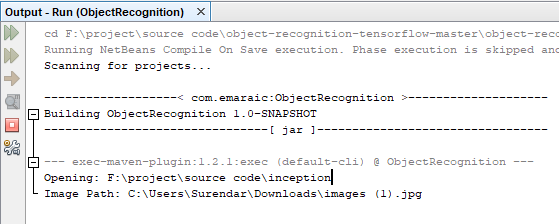 Output - Run (ObjectRecognition)
cd F:\project\source code\object-recognition-tensorflow-master\object-rec
Running NetBeans Compile On Save execution. Phase execution is skipped an
Scanning for projects...
-------------------< com.emaraic:ObjectRecognition >--------------------
Building ObjectRecognition 1.0-SNAPSHOT
--------------------------------[ jar ]---------------------------------
--- exec-maven-plugin:1.2.1:exec (default-cli) @ ObjectRecognition ---
Opening: F:\project\source code\inception
Image Path: C:\Users\Surendar\Downloads\images (1).jpg